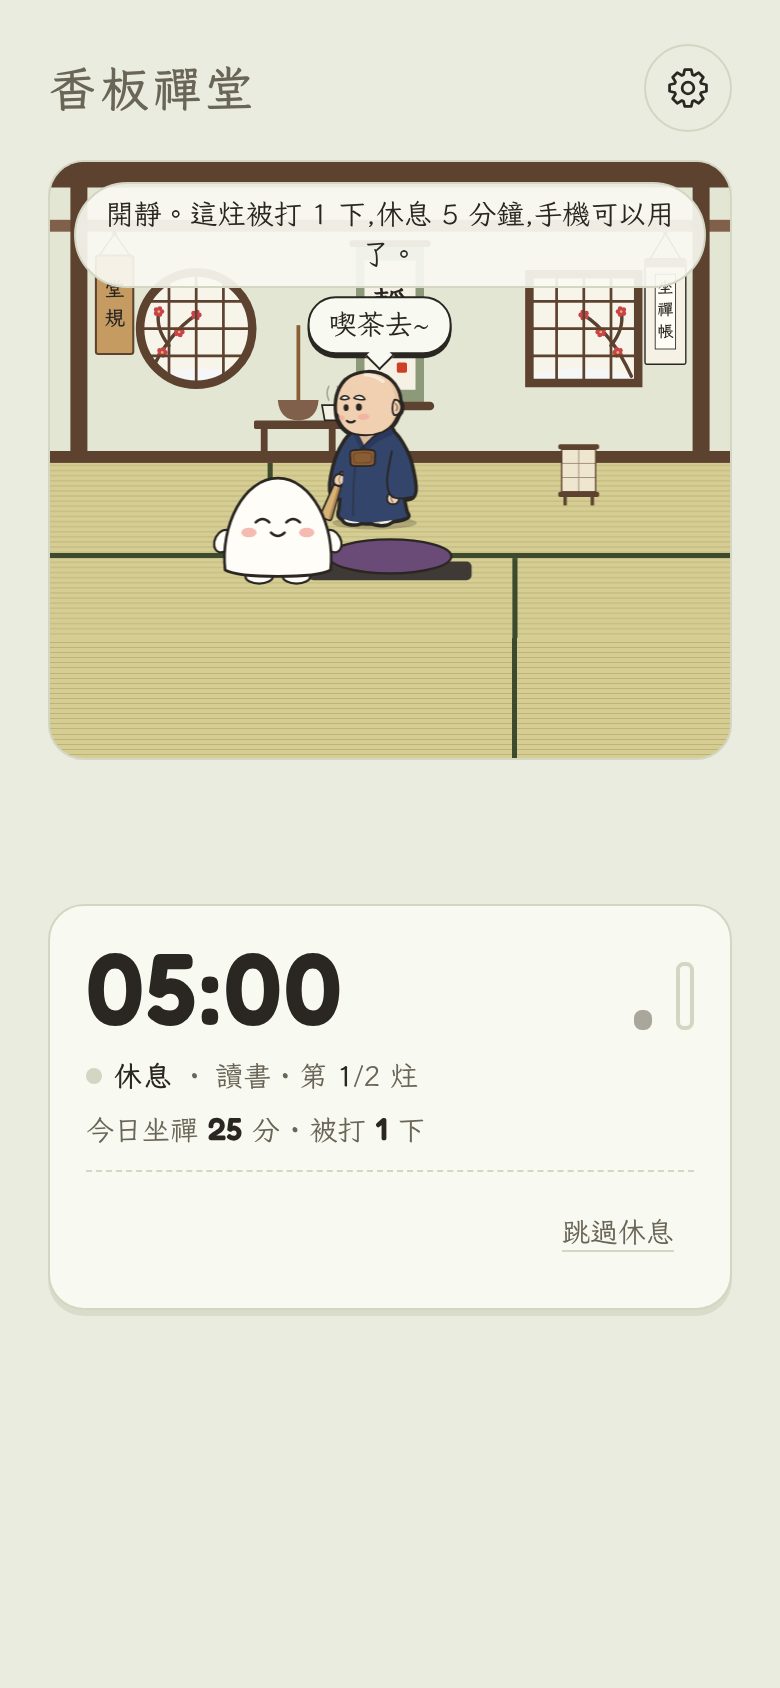 香板禪堂
開靜。這炷被打 1 下,休息 5 分鐘,手機可以用
了。
喫茶去~
堂規
坐禪帳
05:00
休息 · 讀書 · 第 1/2 炷
今日坐禪 25 分 · 被打 1 下
跳過休息